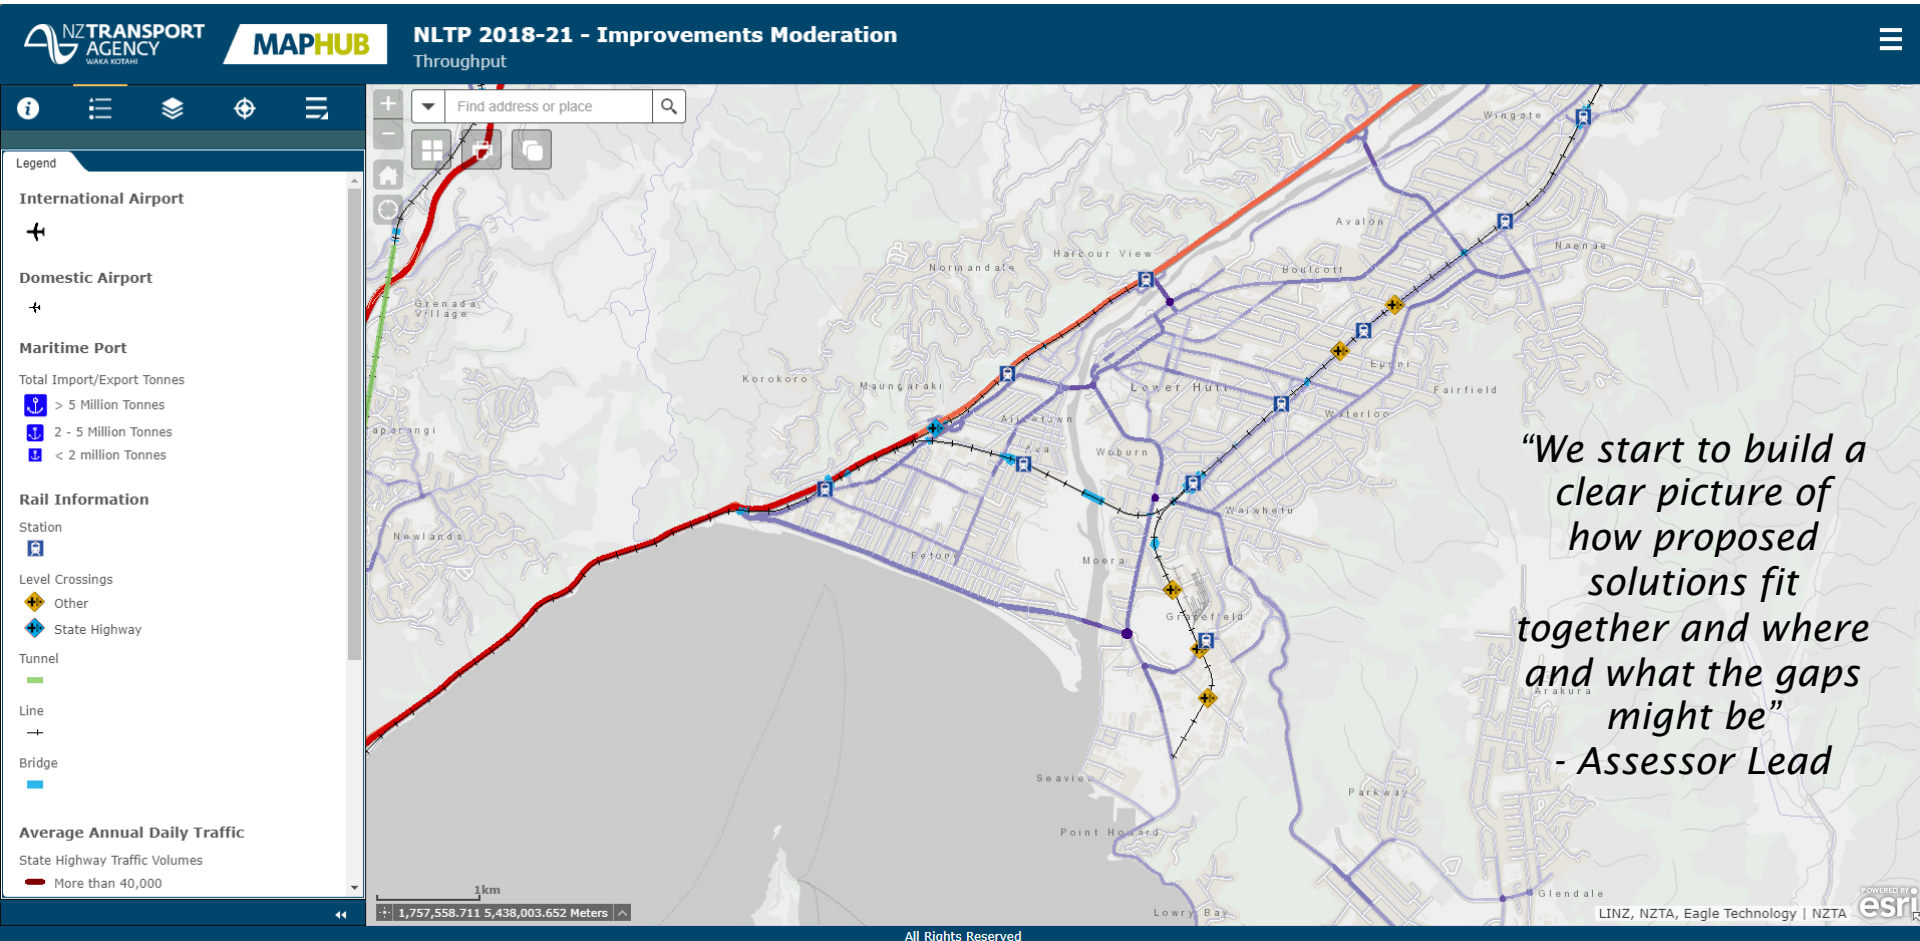 NZTRANSPORT
AGENCY
WAKA KOTAHI
MAPHUB
NLTP 2018-21 - Improvements Moderation
Throughput
Find address or place
Legend
International Airport
Domestic Airport
Maritime Port
Total Import/Export Tonnes
> 5 Million Tonnes
2 - 5 Million Tonnes
< 2 million Tonnes
Rail Information
Station
Level Crossings
Other
State Highway
Tunnel
Line
Bridge
Average Annual Daily Traffic
State Highway Traffic Volumes
More than 40,000
Wingate
Avalon
Naenae
Harbour View
Normandale
Boulcott
Grenada
Village
Korokoro
Maungaraki
Lower Hutt
Epuni
Fairfield
Alicetown
Waterloo
Ava
Woburn
Waiwhetu
Newlands
Petone
Moera
Gracefield
Arakura
Seaview
Parkway
Point Howard
Glendale
Lowry Bay
“We start to build a
clear picture of
how proposed
solutions fit
together and where
and what the gaps
might be”
- Assessor Lead
1km
1,757,558.711 5,438,003.652 Meters
LINZ, NZTA, Eagle Technology | NZTA
POWERED BY
esri
All Rights Reserved